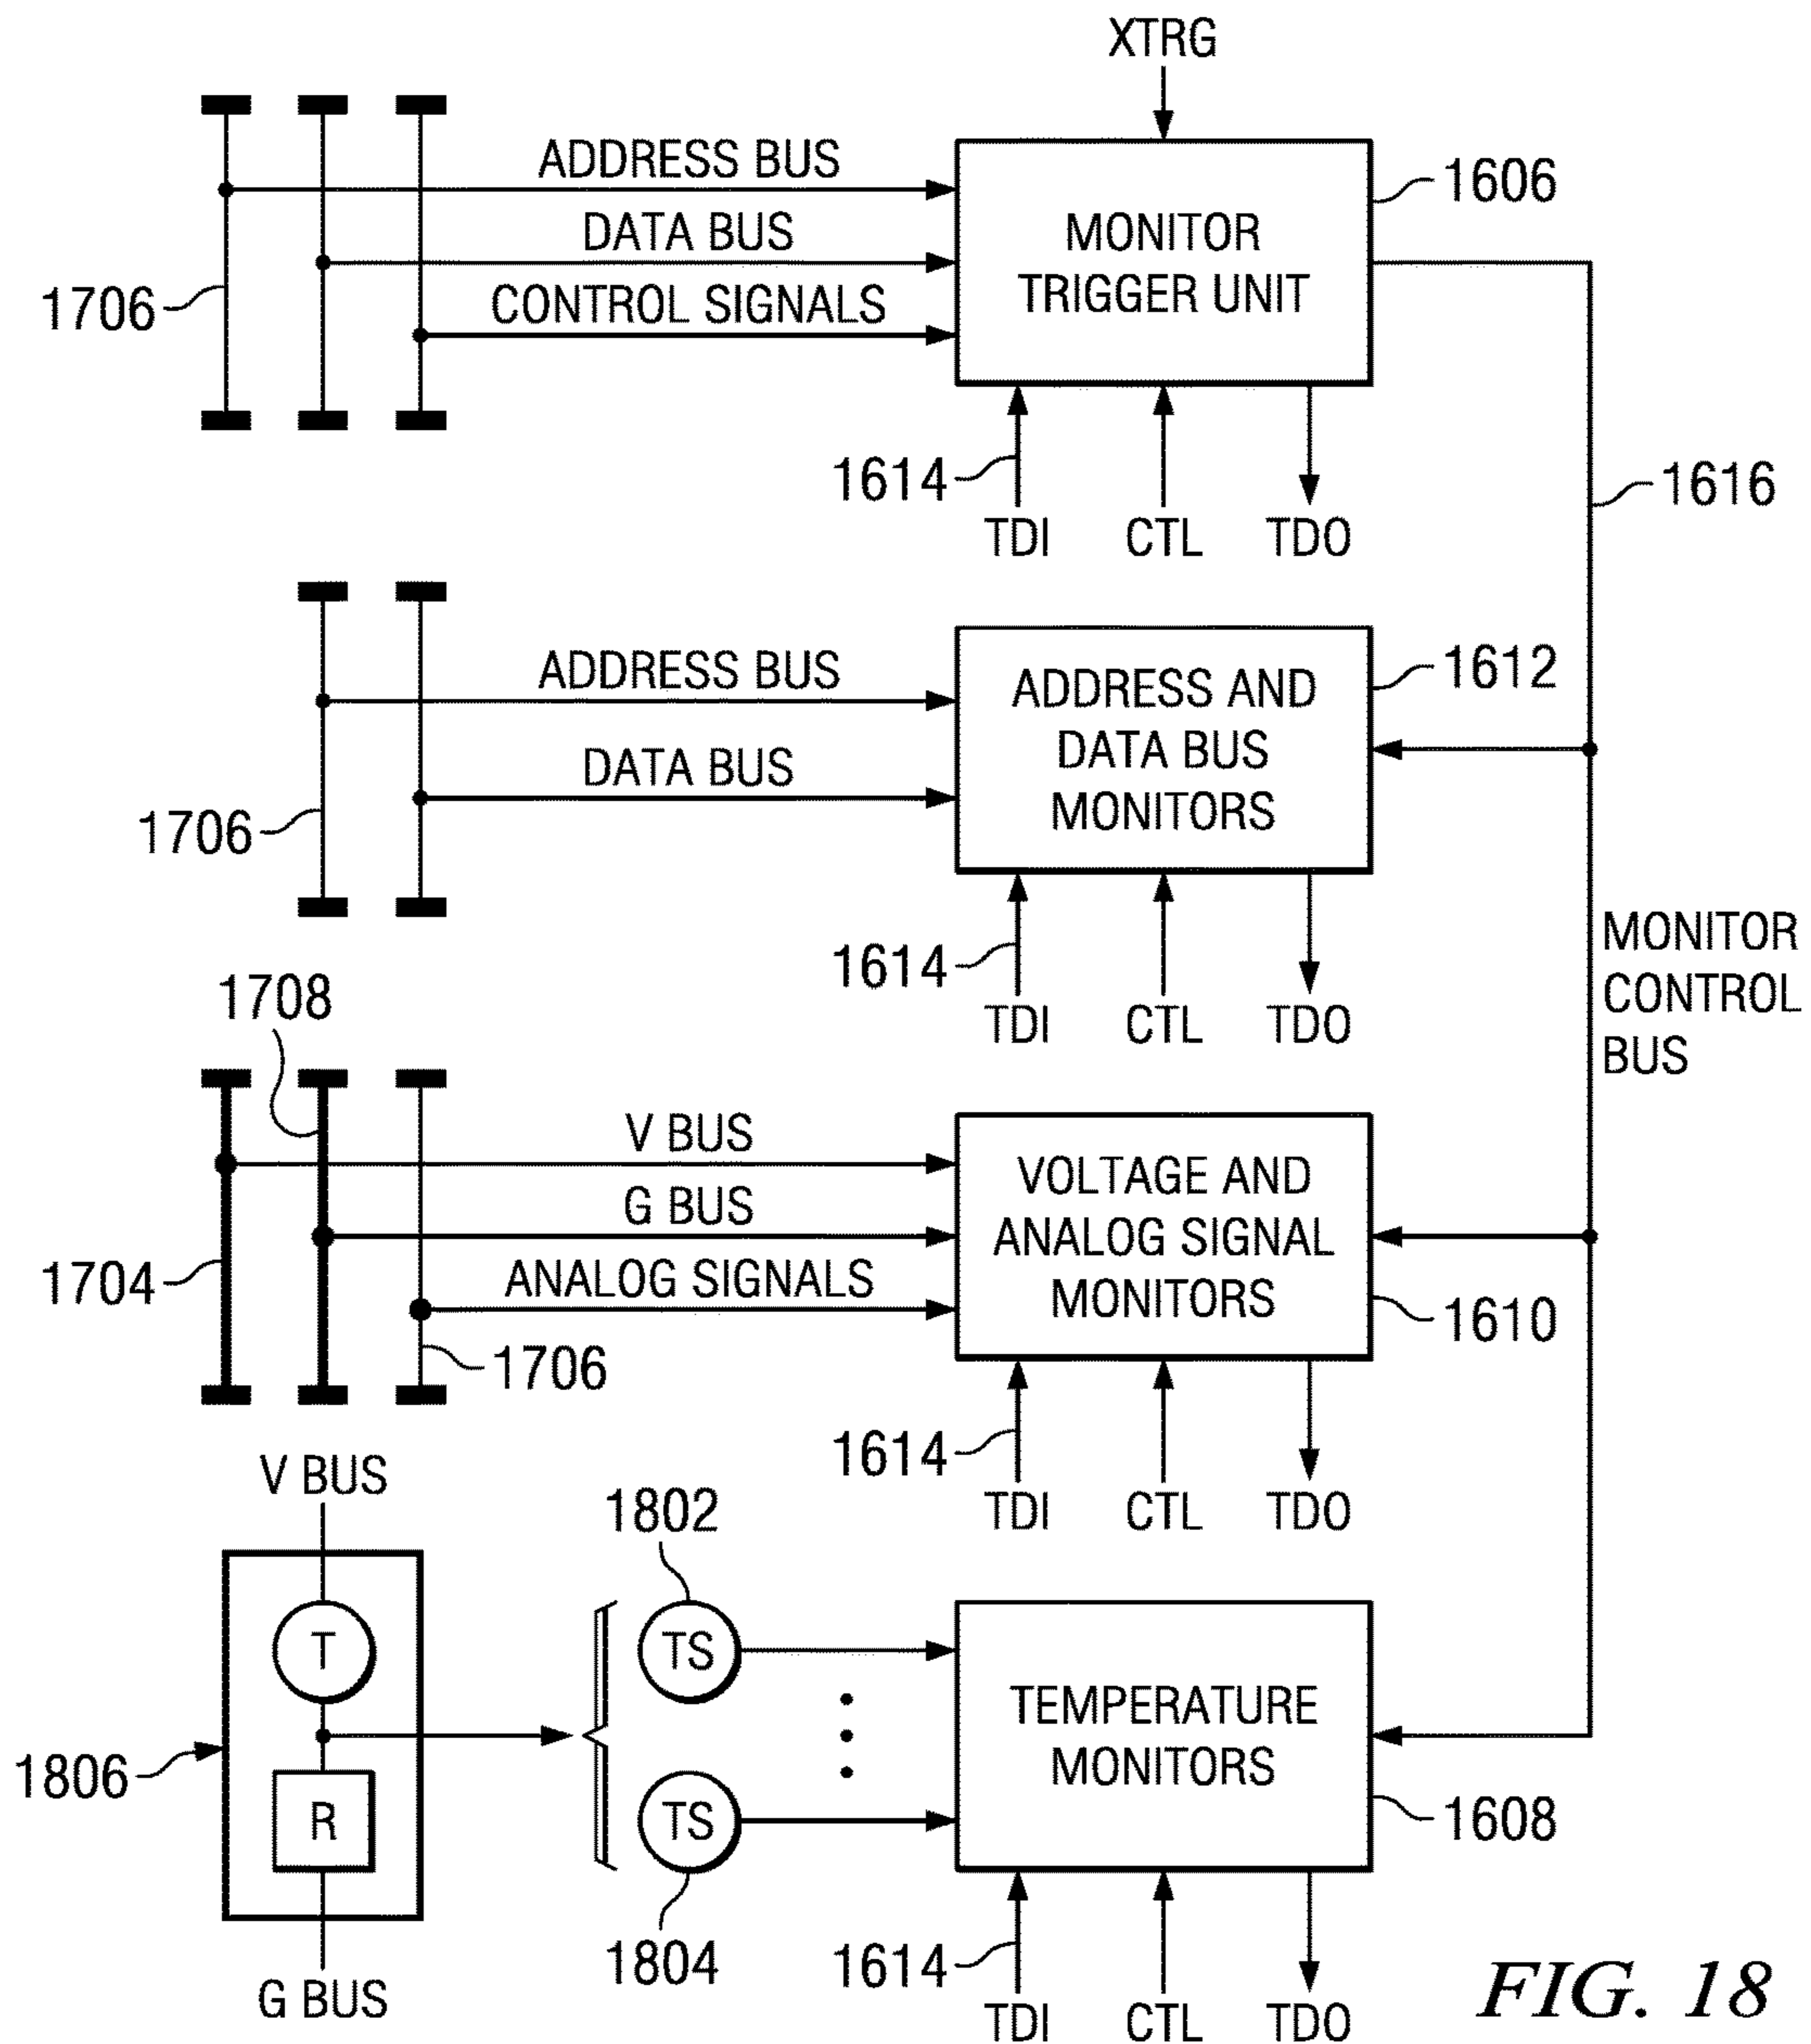 XTRG
ADDRESS BUS
1606
DATA BUS
MONITOR
TRIGGER UNIT
CONTROL SIGNALS
1706
1614
1616
TDI
CTL
TDO
ADDRESS BUS
1612
ADDRESS AND
DATA BUS
MONITORS
DATA BUS
1706
1614
MONITOR
CONTROL
BUS
TDI
CTL
TDO
1708
V BUS
VOLTAGE AND
ANALOG SIGNAL
MONITORS
G BUS
1704
ANALOG SIGNALS
1610
1706
1614
V BUS
TDI
CTL
TDO
1802
T
TS
TEMPERATURE
MONITORS
1806
R
TS
1608
1804
1614
G BUS
TDI
CTL
TDO
FIG. 18